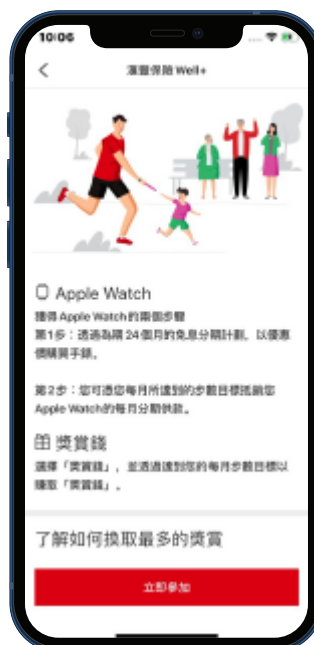 10:06
滙豐保險 Well+
Apple Watch
獲得 Apple Watch 的兩個步驟
第1步：透過為期 24 個月的免息分期計劃，以優惠
價購買手錶。
第2步：您可透過您每月所達到的步數目標抵銷您
Apple Watch的每月分期供款。
獎賞錢
選擇「獎賞錢」，並透過達到您的每月步數目標以
賺取「獎賞錢」。
了解如何換取最多的獎賞
立即參加